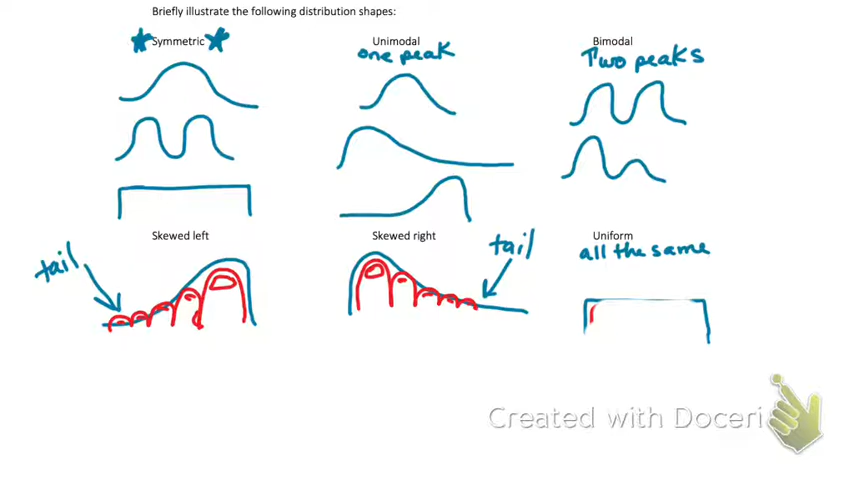 Briefly illustrate the following distribution shapes:
Symmetric
Unimodal
one peak
Bimodal
Two peaks
Skewed left
tail
Skewed right
tail
Uniform
all the same
Created with Doceri